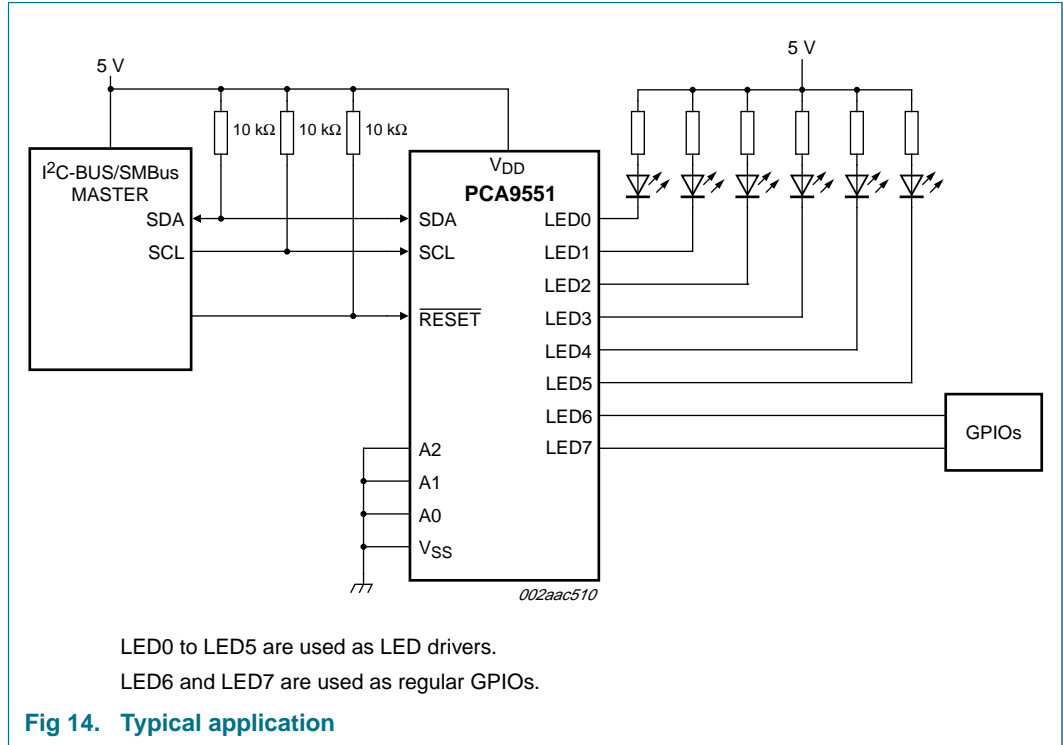 5 V
5 V
10 kΩ 10 kΩ 10 kΩ
I²C-BUS/SMBus
MASTER
SDA
SCL
VDD
PCA9551
SDA
SCL
RESET
A2
A1
A0
VSS
LED0
LED1
LED2
LED3
LED4
LED5
LED6
LED7
GPIOs
002aac510
LED0 to LED5 are used as LED drivers.
LED6 and LED7 are used as regular GPIOs.
Fig 14. Typical application